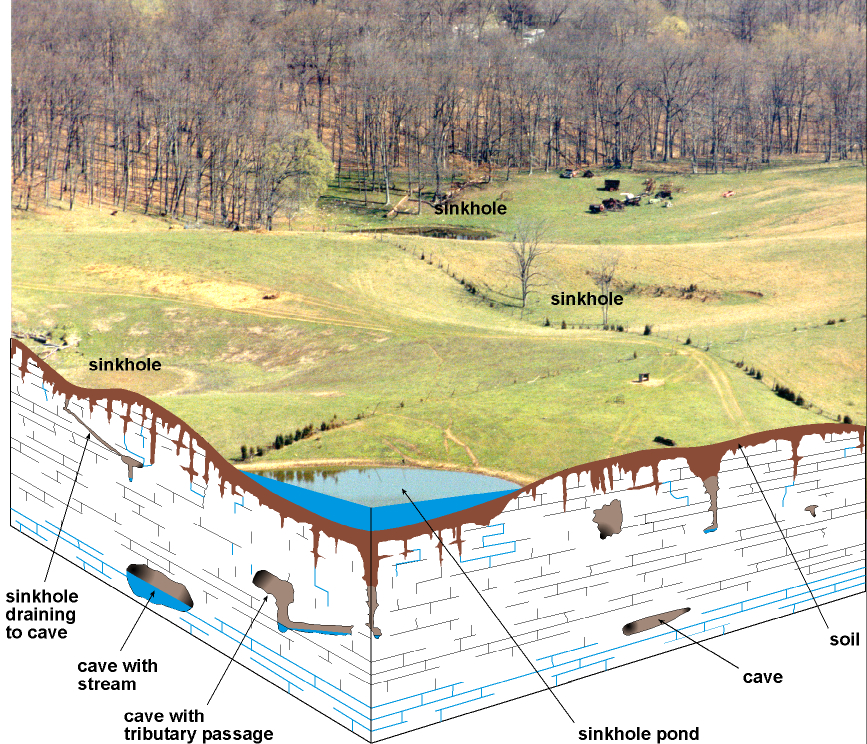 sinkhole
sinkhole
sinkhole
sinkhole
draining
to cave
cave with
stream
cave with
tributary passage
sinkhole pond
cave
soil